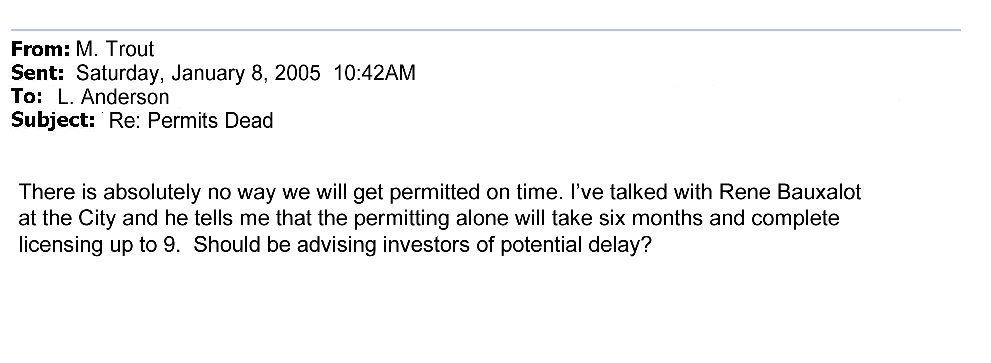 From: M. Trout
Sent: Saturday, January 8, 2005 10:42AM
To: L. Anderson
Subject: Re: Permits Dead
There is absolutely no way we will get permitted on time. I've talked with Rene Bauxalot
at the City and he tells me that the permitting alone will take six months and complete
licensing up to 9. Should be advising investors of potential delay?